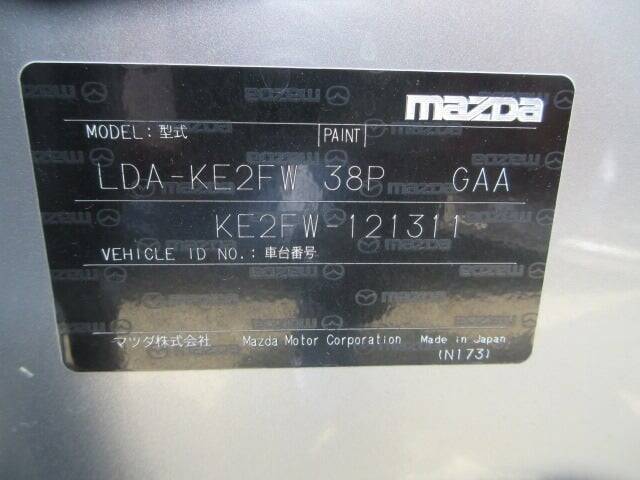 mazda
MODEL: 型式 PAINT
LDA-KE2FW 38P GAA
KE2FW-121311
VEHICLE ID NO.: 車台番号
マツダ株式会社 Mazda Motor Corporation Made in Japan
(N173)